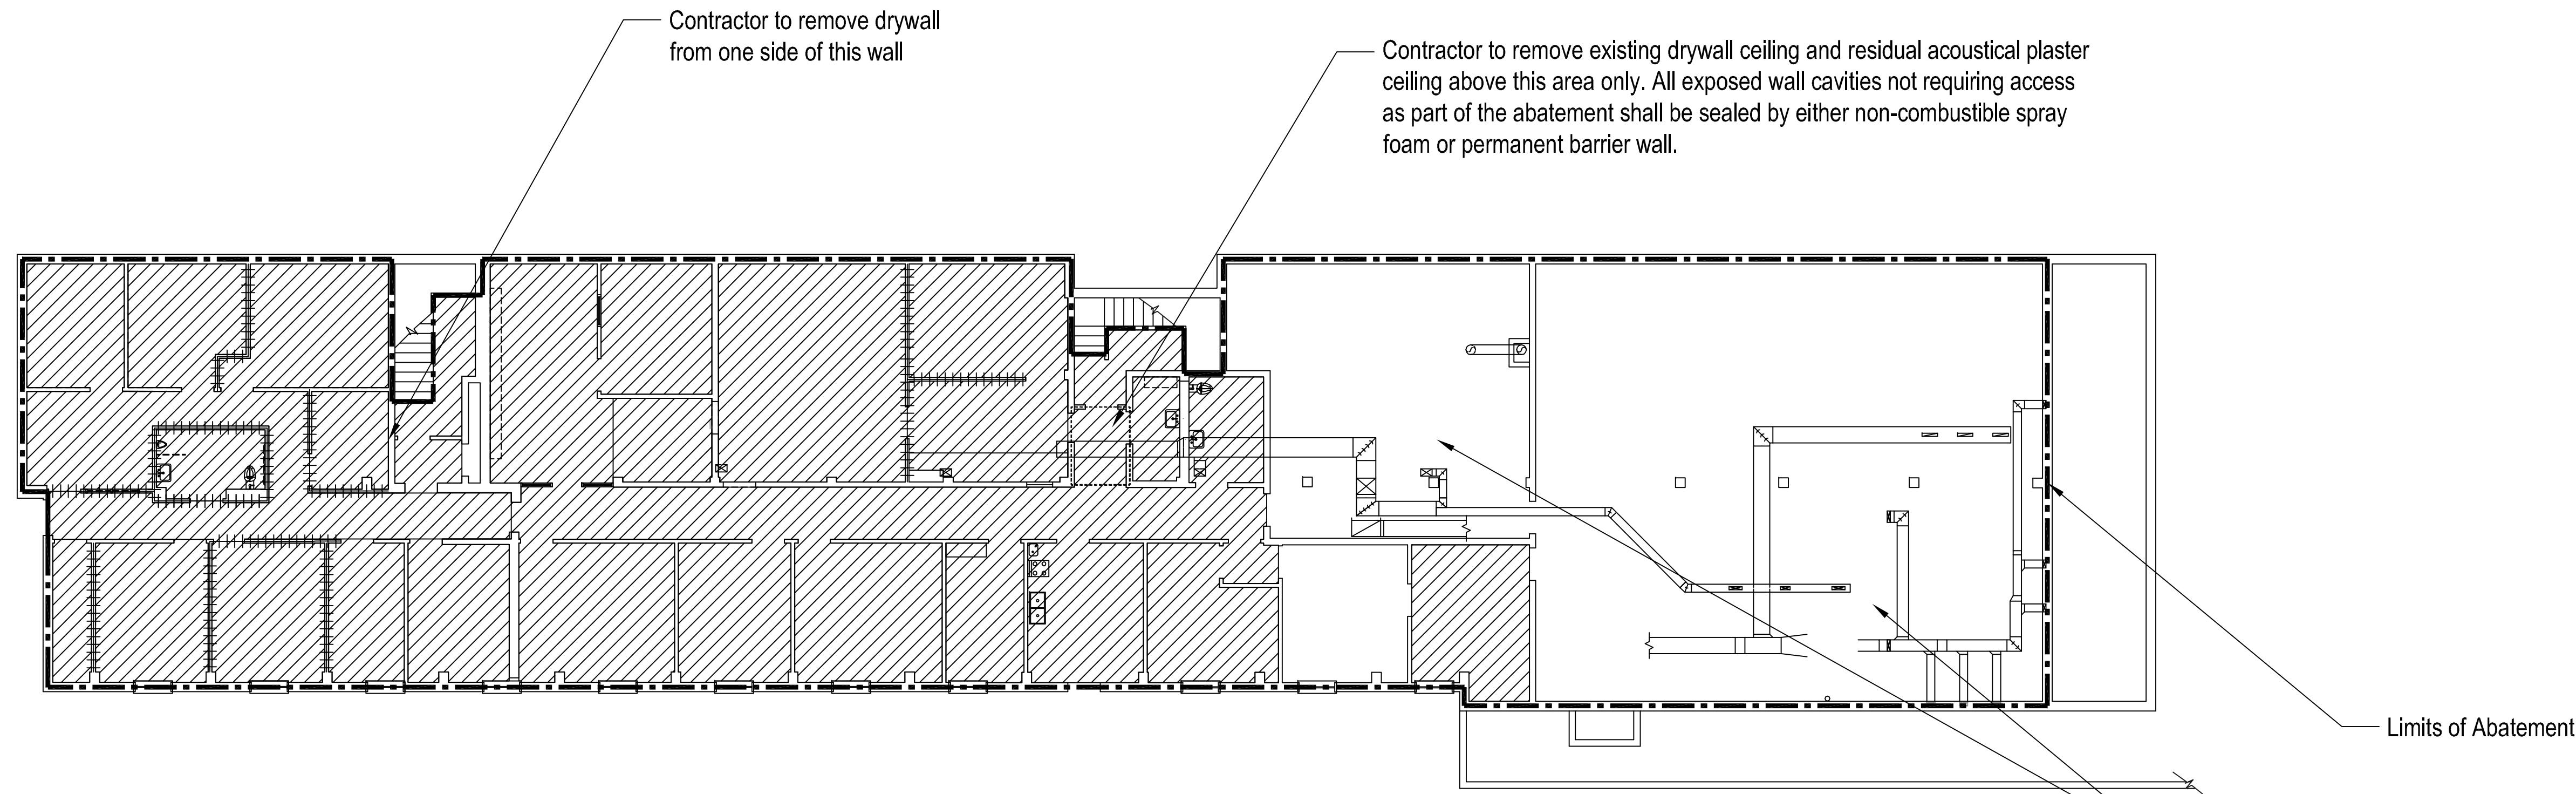 Contractor to remove drywall
from one side of this wall
Contractor to remove existing drywall ceiling and residual acoustical plaster
ceiling above this area only. All exposed wall cavities not requiring access
as part of the abatement shall be sealed by either non-combustible spray
foam or permanent barrier wall.
Limits of Abatement